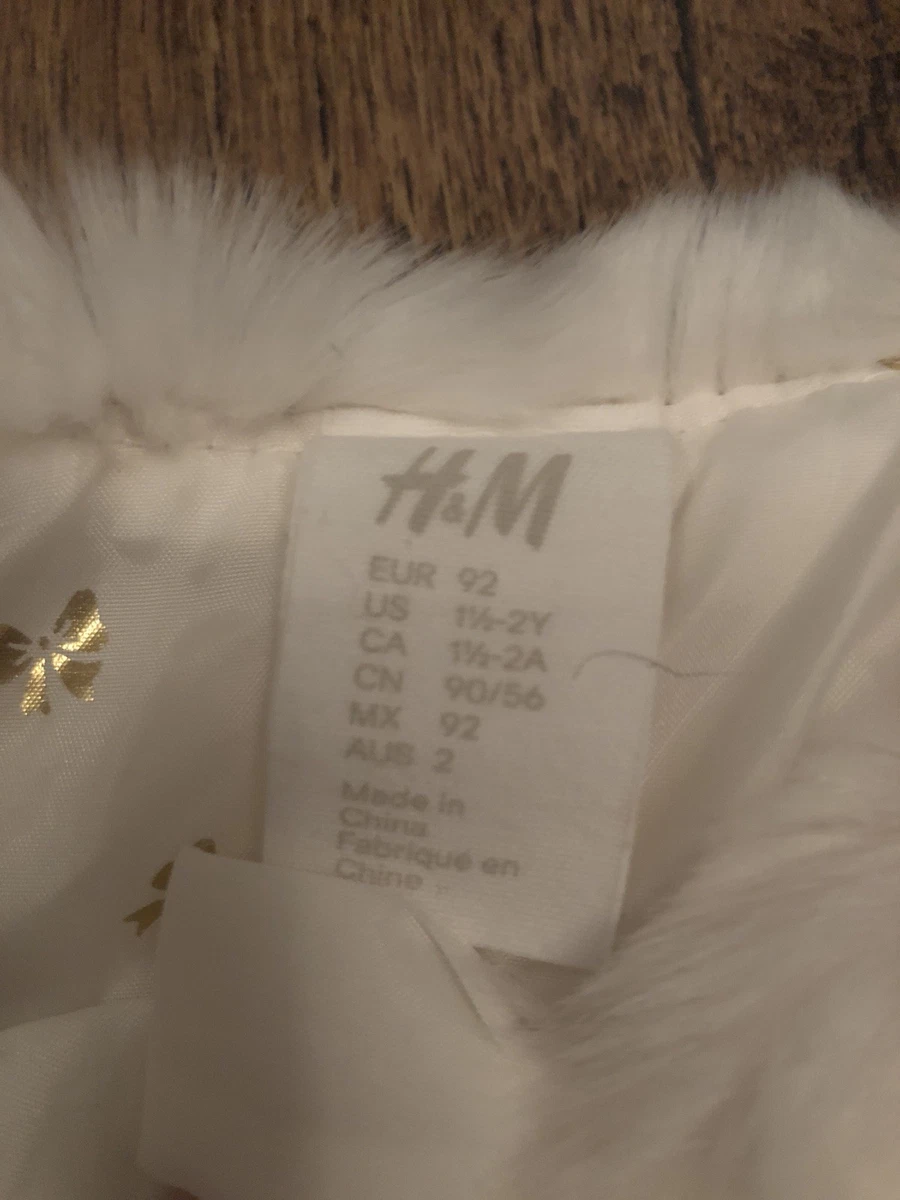 H&M
EUR 92
US 1½-2Y
CA 1½-2A
CN 90/56
MX 92
AUS 2
Made in
China
Fabriqué en
Chine